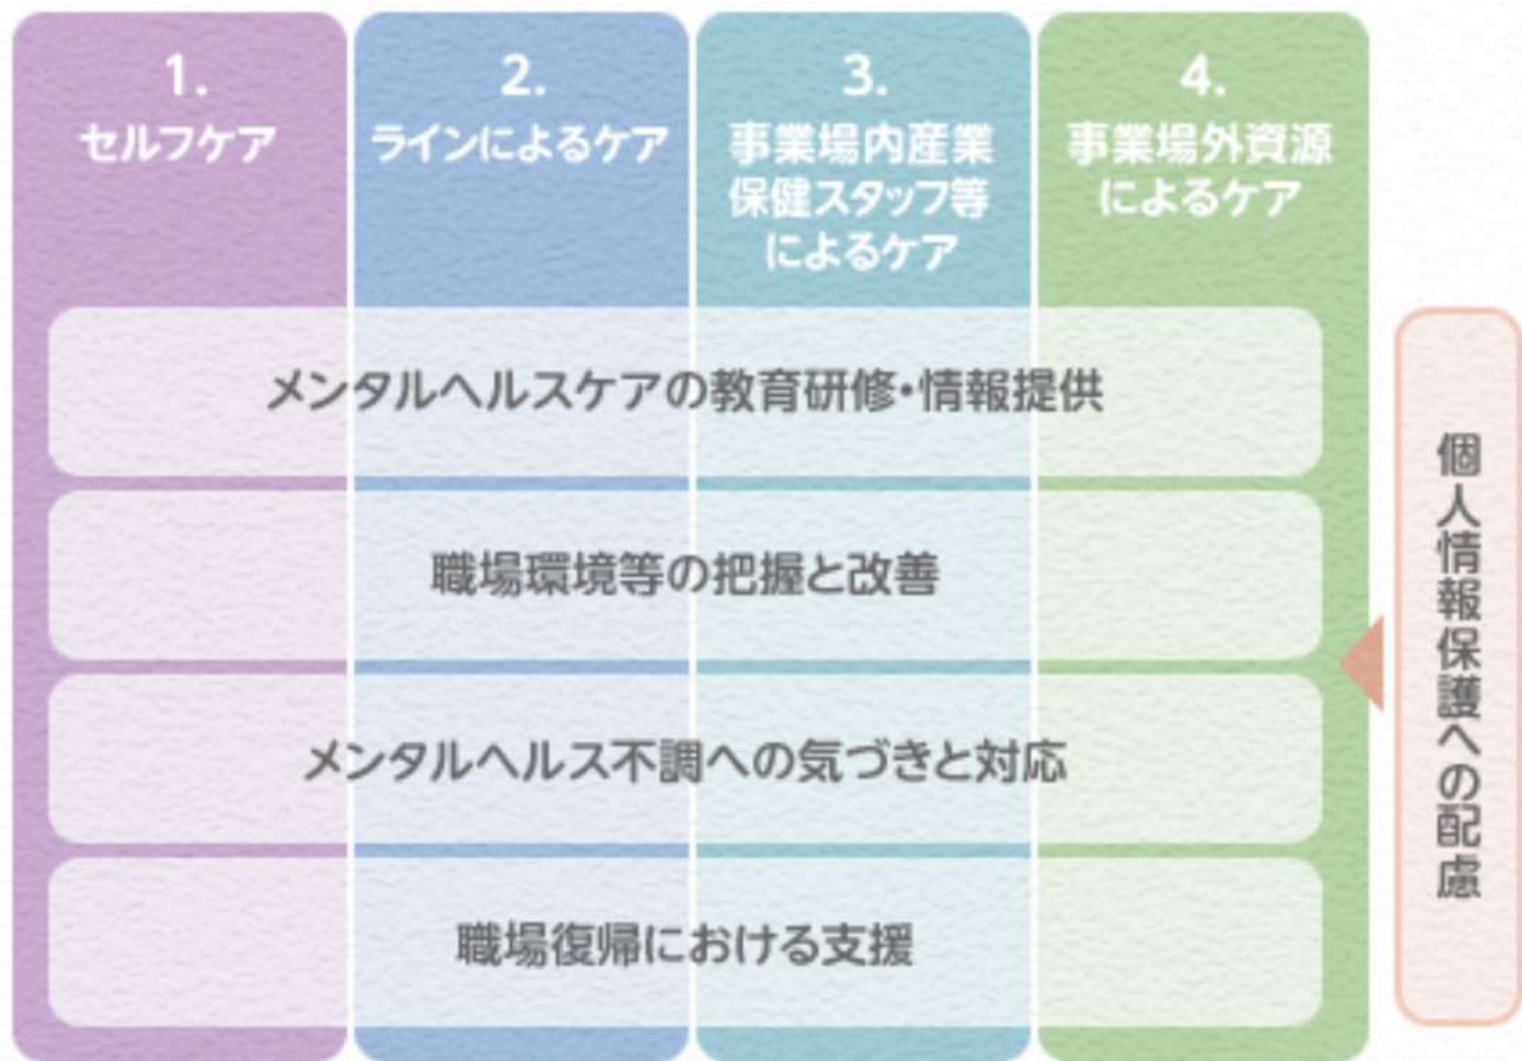 1.
セルフケア
2.
ラインによるケア
3.
事業場内産業
保健スタッフ等
によるケア
4.
事業場外資源
によるケア
メンタルヘルスケアの教育研修・情報提供
職場環境等の把握と改善
メンタルヘルス不調への気づきと対応
職場復帰における支援
個人情報保護への配慮